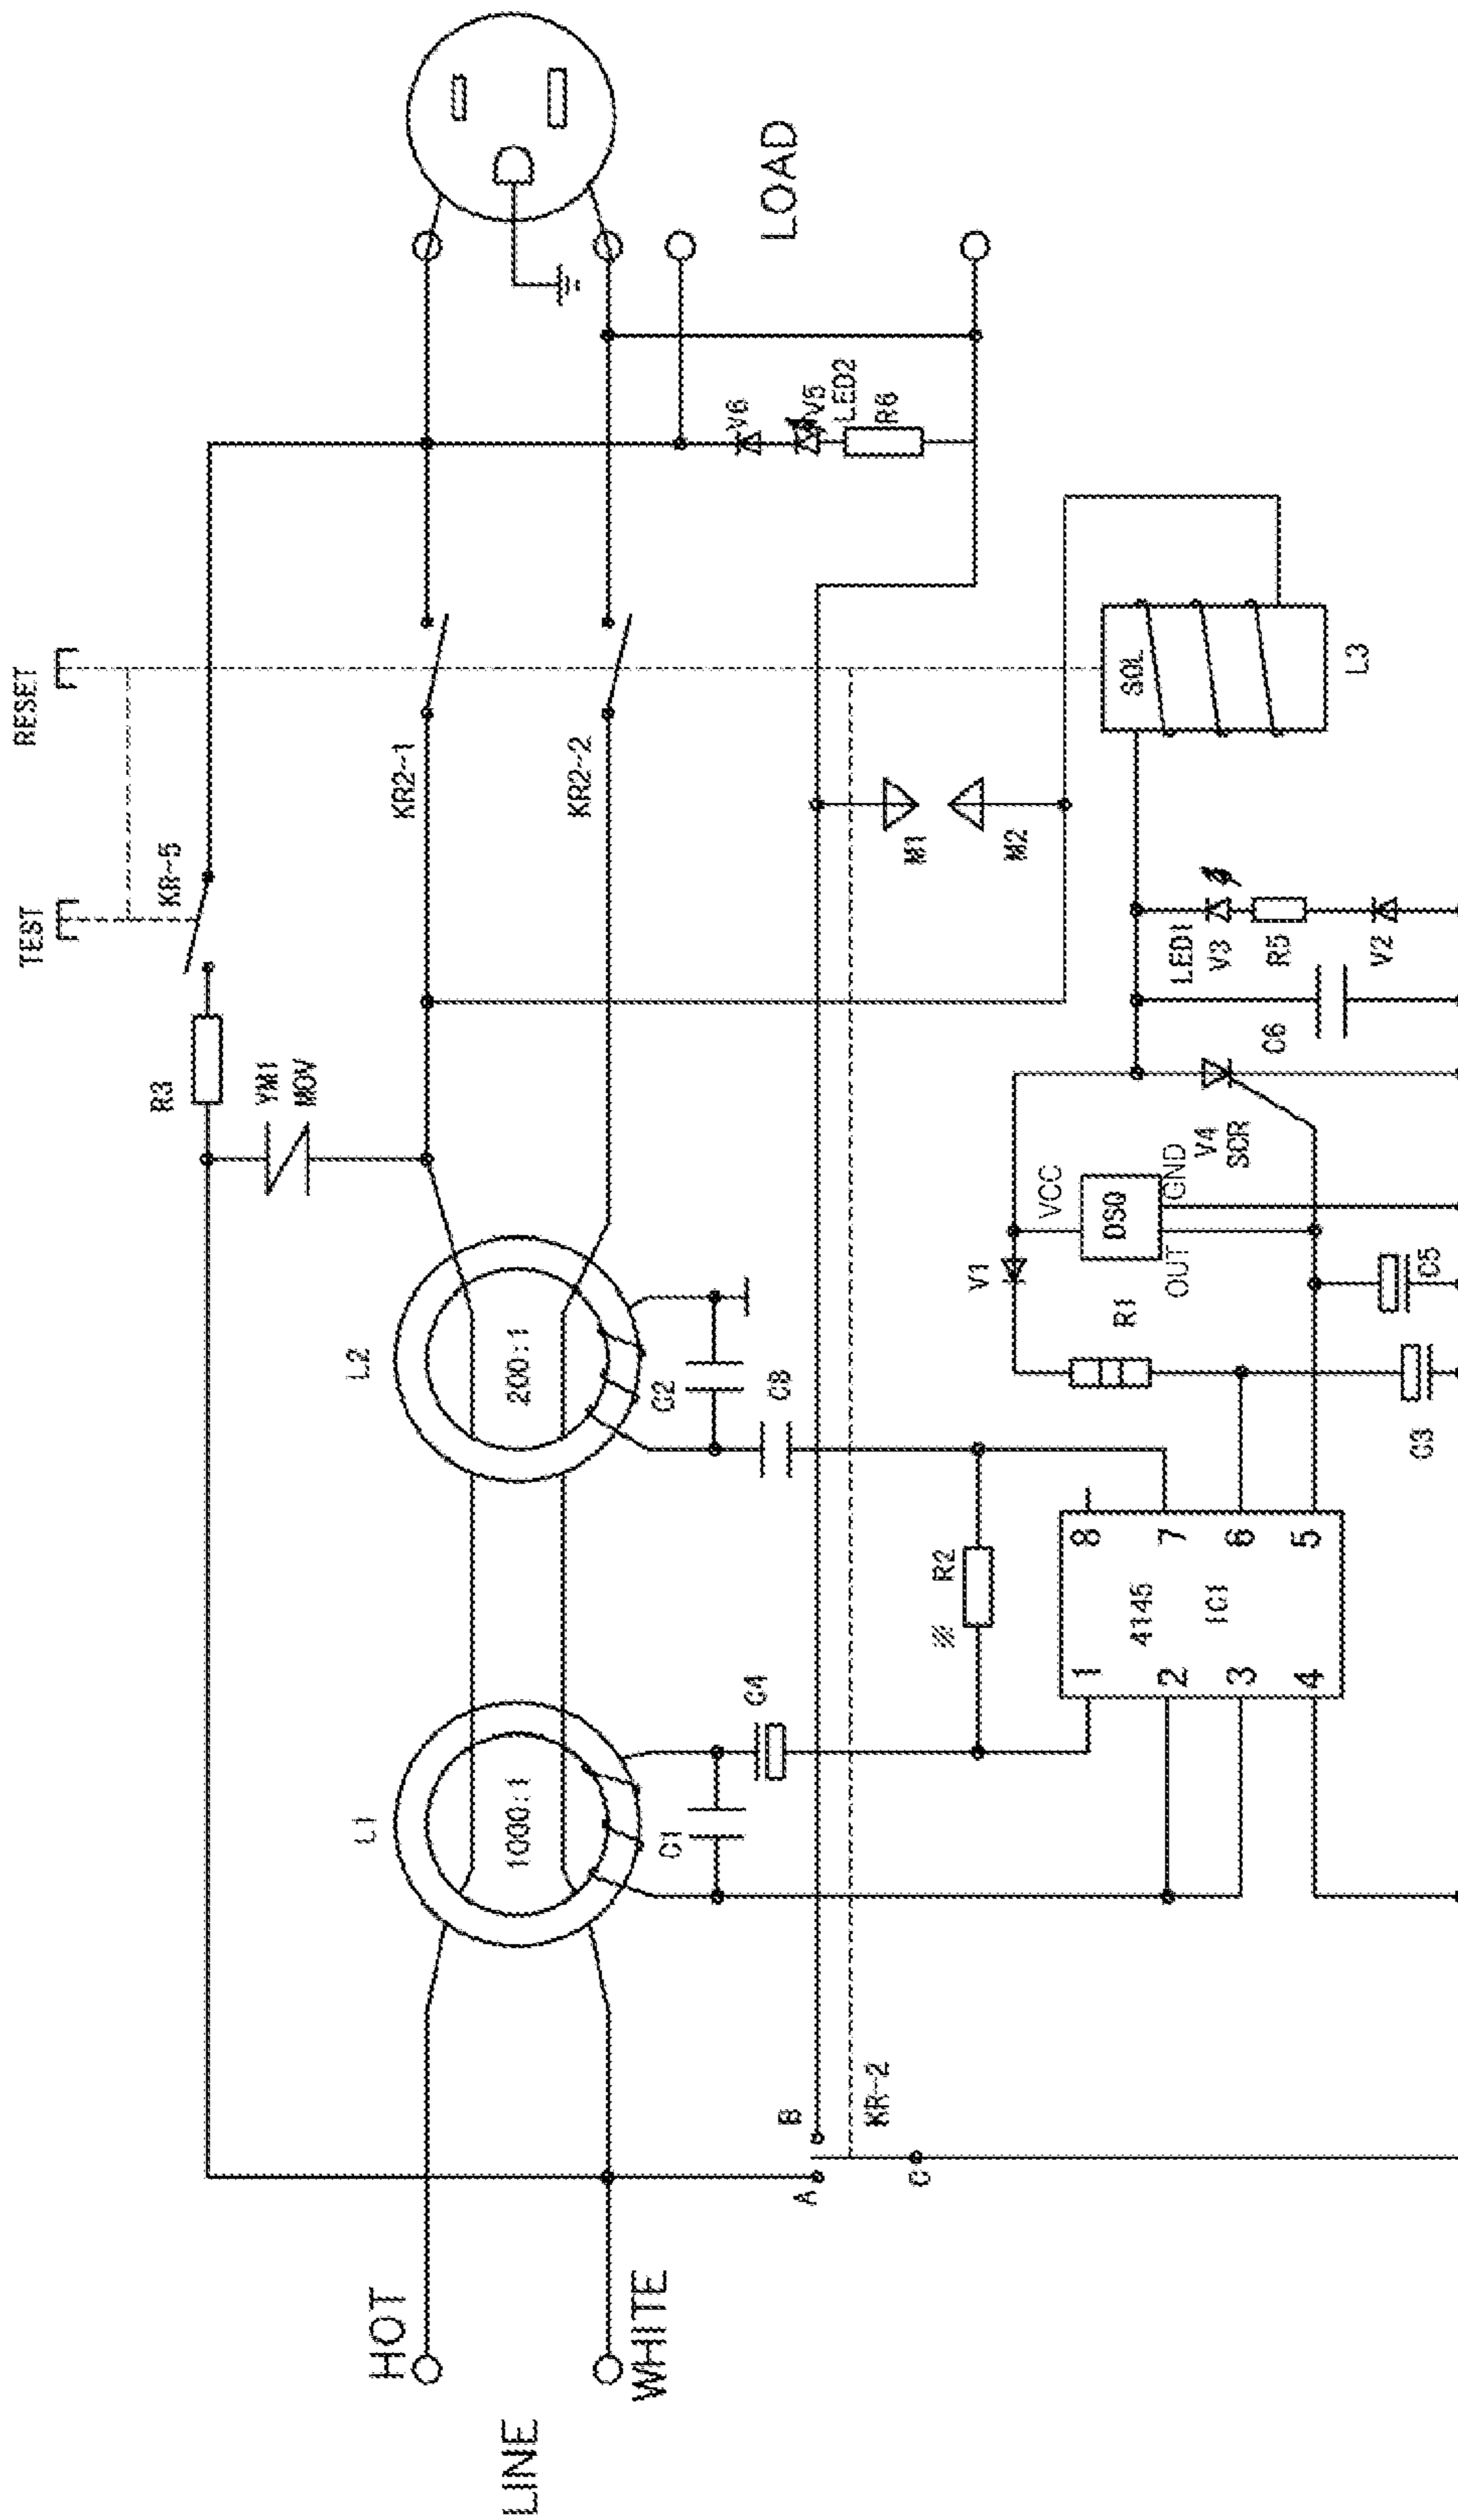 TEST
RESET
KR-5
R3
YM1
MOV
KR2-1
KR2-2
L1
1000:1
L2
200:1
HOT
LINE
WHITE
LOAD
C1
C4
C2
C8
V6
V5
LED2
R6
A
B
KR-2
C
M1
M2
R2
※
SOL
L3
4145
IC1
1
2
3
4
8
7
6
5
V1
R1
VCC
DSQ
OUT
GND
V4
SCR
C6
LED1
V3
R5
V2
C3
C5